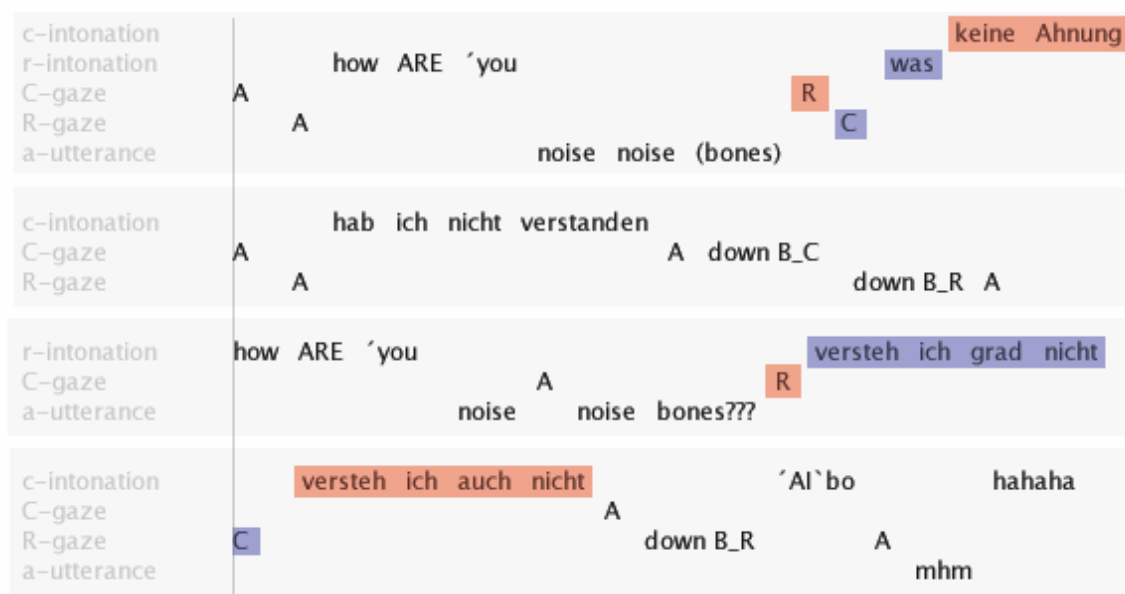 c-intonation keine Ahnung
r-intonation how ARE ´you was
C-gaze A R
R-gaze A C
a-utterance noise noise (bones)
c-intonation hab ich nicht verstanden
C-gaze A A down B_C
R-gaze A down B_R A
r-intonation how ARE ´you versteh ich grad nicht
C-gaze A R
a-utterance noise noise bones???
c-intonation versteh ich auch nicht ´AI`bo hahaha
C-gaze A
R-gaze C down B_R A
a-utterance mhm